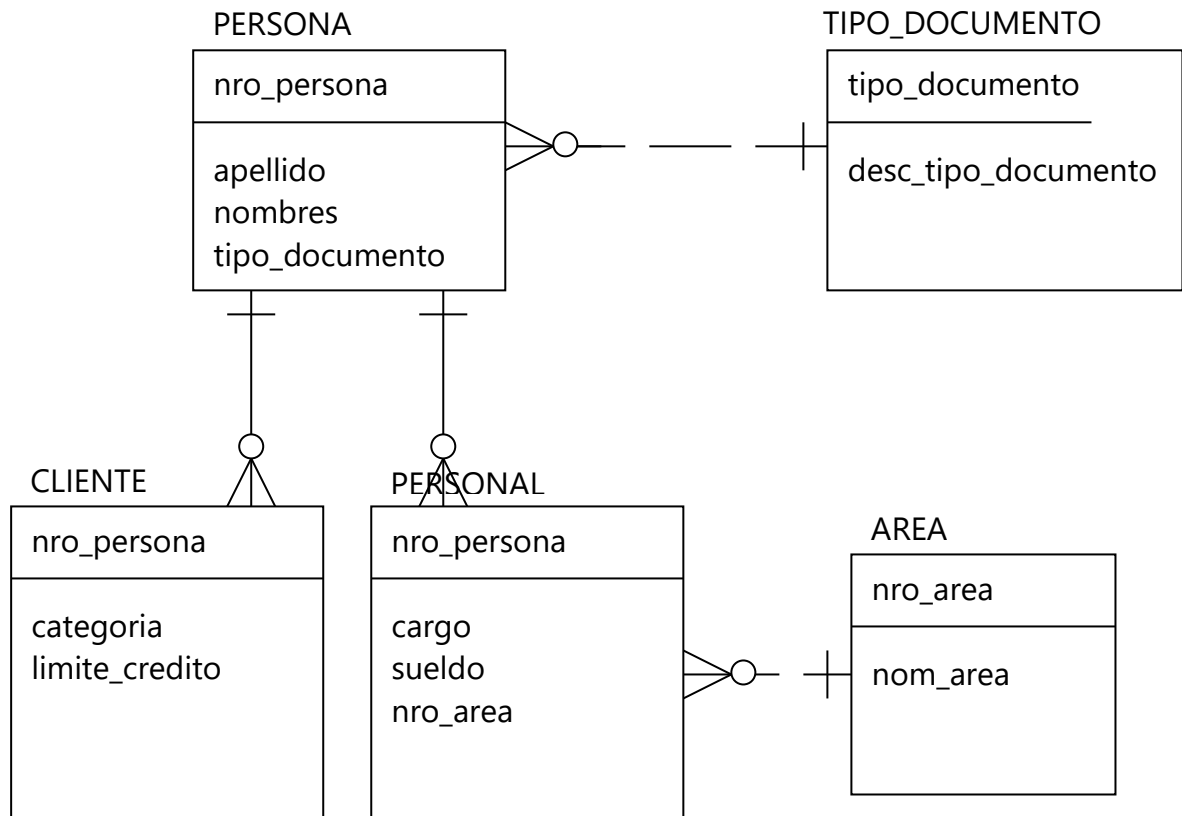 PERSONA
nro_persona
apellido
nombres
tipo_documento
TIPO_DOCUMENTO
tipo_documento
desc_tipo_documento
CLIENTE
nro_persona
categoria
limite_credito
PERSONAL
nro_persona
cargo
sueldo
nro_area
AREA
nro_area
nom_area